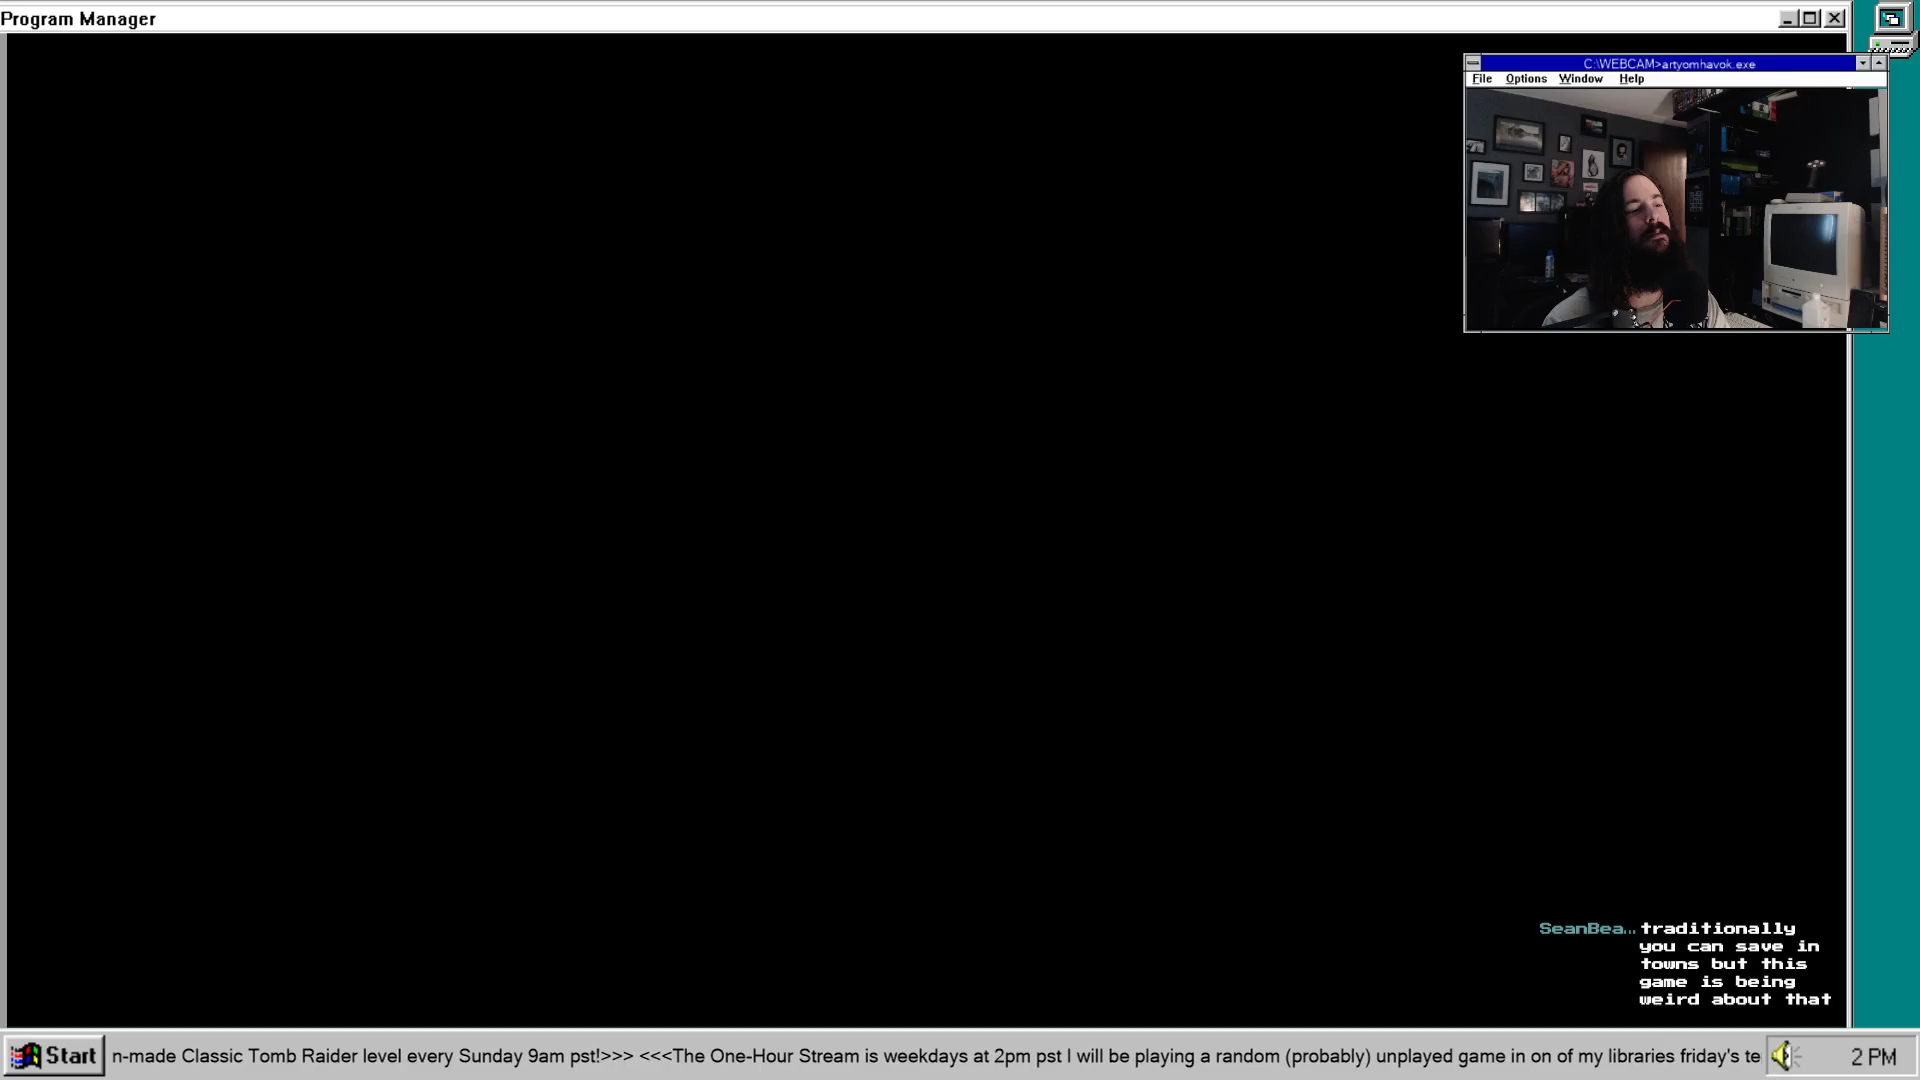 Program Manager
C:\WEBCAM>artyomhavok.exe
File Options Window Help
SeanBea… traditionally
you can save in
towns but this
game is being
weird about that
Start
n-made Classic Tomb Raider level every Sunday 9am pst!>>> <<<The One-Hour Stream is weekdays at 2pm pst I will be playing a random (probably) unplayed game in on of my libraries friday's te
2 PM